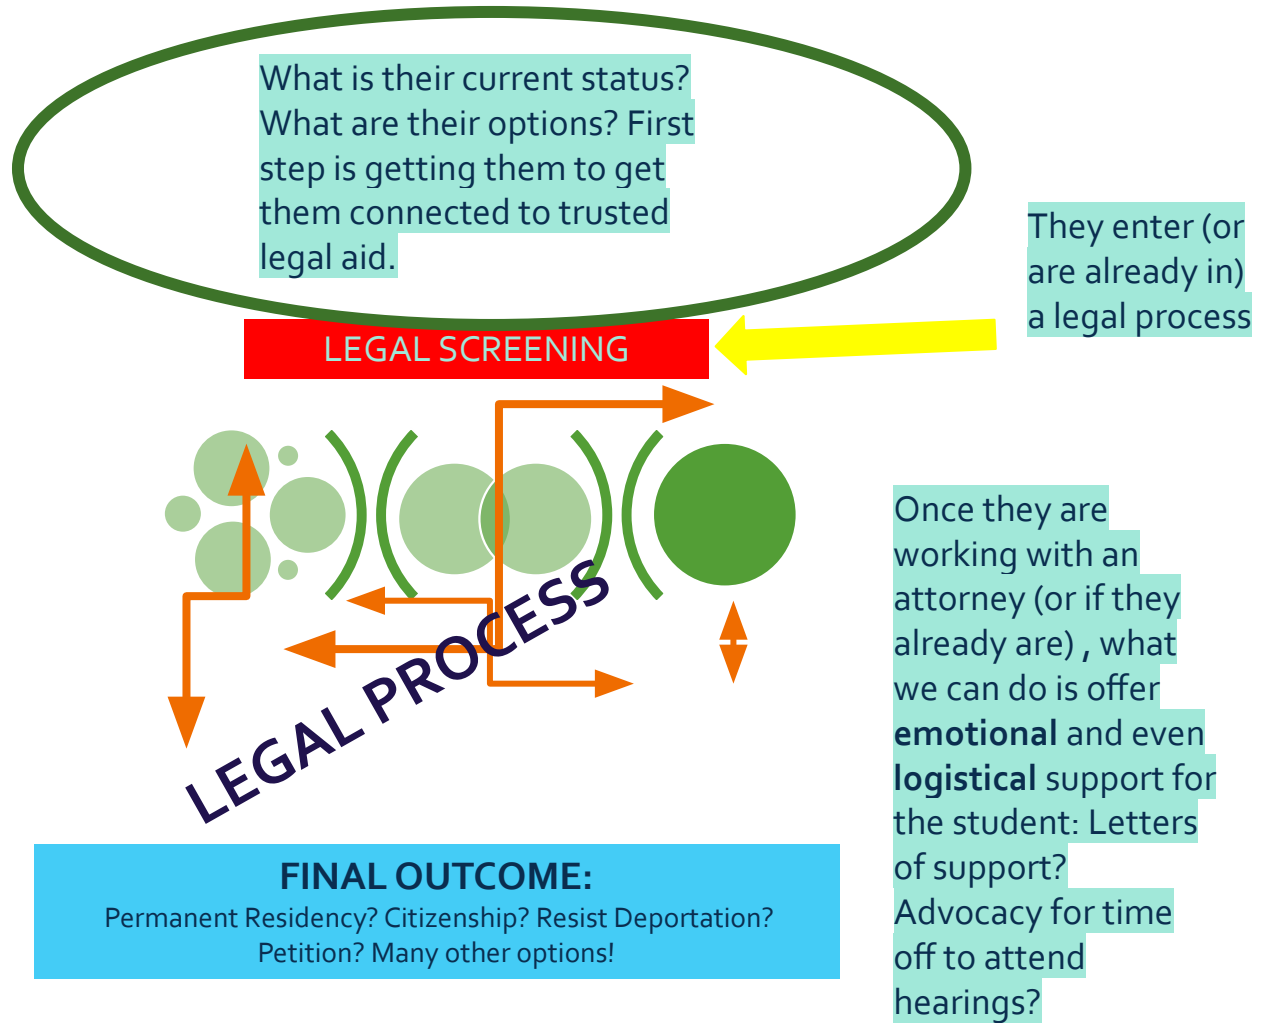 What is their current status?
What are their options? First
step is getting them to get
them connected to trusted
legal aid.
They enter (or
are already in)
a legal process
LEGAL SCREENING
LEGAL PROCESS
Once they are
working with an
attorney (or if they
already are) , what
we can do is offer
emotional and even
logistical support for
the student: Letters
of support?
Advocacy for time
off to attend
hearings?
FINAL OUTCOME:
Permanent Residency? Citizenship? Resist Deportation?
Petition? Many other options!